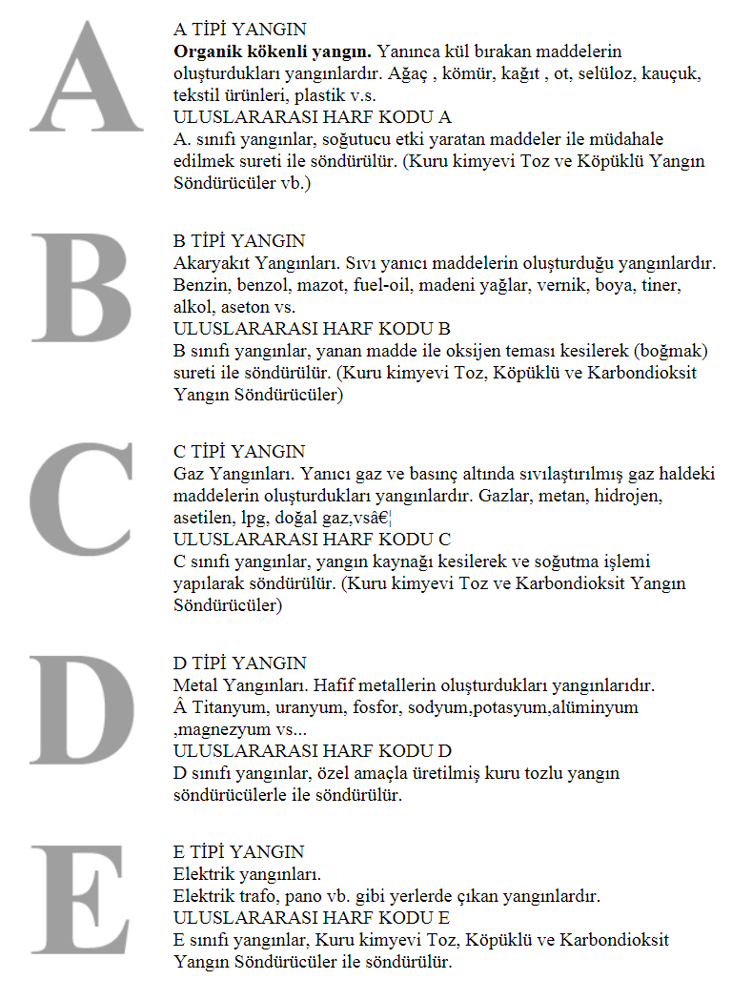 A
A TİPİ YANGIN
Organik kökenli yangın. Yanınca kül bırakan maddelerin
oluşturdukları yangınlardır. Ağaç , kömür, kağıt , ot, selüloz, kauçuk,
tekstil ürünleri, plastik v.s.
ULUSLARARASI HARF KODU A
A. sınıfı yangınlar, soğutucu etki yaratan maddeler ile müdahale
edilmek sureti ile söndürülür. (Kuru kimyevi Toz ve Köpüklü Yangın
Söndürücüler vb.)
B
B TİPİ YANGIN
Akaryakıt Yangınları. Sıvı yanıcı maddelerin oluşturduğu yangınlardır.
Benzin, benzol, mazot, fuel-oil, madeni yağlar, vernik, boya, tiner,
alkol, aseton vs.
ULUSLARARASI HARF KODU B
B sınıfı yangınlar, yanan madde ile oksijen teması kesilerek (boğmak)
sureti ile söndürülür. (Kuru kimyevi Toz, Köpüklü ve Karbondioksit
Yangın Söndürücüler)
C
C TİPİ YANGIN
Gaz Yangınları. Yanıcı gaz ve basınç altında sıvılaştırılmış gaz haldeki
maddelerin oluşturdukları yangınlardır. Gazlar, metan, hidrojen,
asetilen, lpg, doğal gaz,vsâ€¦
ULUSLARARASI HARF KODU C
C sınıfı yangınlar, yangın kaynağı kesilerek ve soğutma işlemi
yapılarak söndürülür. (Kuru kimyevi Toz ve Karbondioksit Yangın
Söndürücüler)
D
D TİPİ YANGIN
Metal Yangınları. Hafif metallerin oluşturdukları yangınlarıdır.
Â Titanyum, uranyum, fosfor, sodyum,potasyum,alüminyum
,magnezyum vs...
ULUSLARARASI HARF KODU D
D sınıfı yangınlar, özel amaçla üretilmiş kuru tozlu yangın
söndürücülerle ile söndürülür.
E
E TİPİ YANGIN
Elektrik yangınları.
Elektrik trafo, pano vb. gibi yerlerde çıkan yangınlardır.
ULUSLARARASI HARF KODU E
E sınıfı yangınlar, Kuru kimyevi Toz, Köpüklü ve Karbondioksit
Yangın Söndürücüler ile söndürülür.